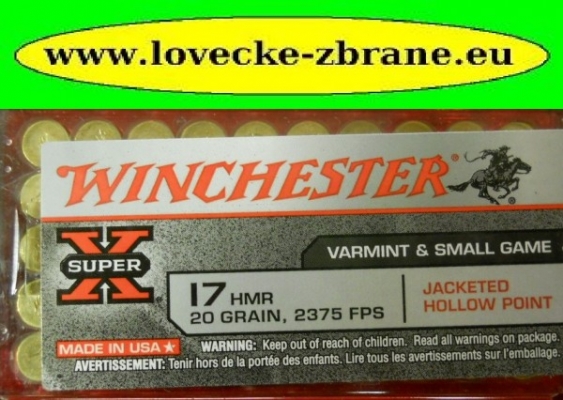 www.lovecke-zbrane.eu
WINCHESTER®
SUPER X
VARMINT & SMALL GAME
17 HMR
20 GRAIN, 2375 FPS
JACKETED
HOLLOW POINT
MADE IN USA
WARNING: Keep out of reach of children. Read all warnings on package.
AVERTISSEMENT: Tenir hors de la portée des enfants. Lire tous les avertissements sur l'emballage.